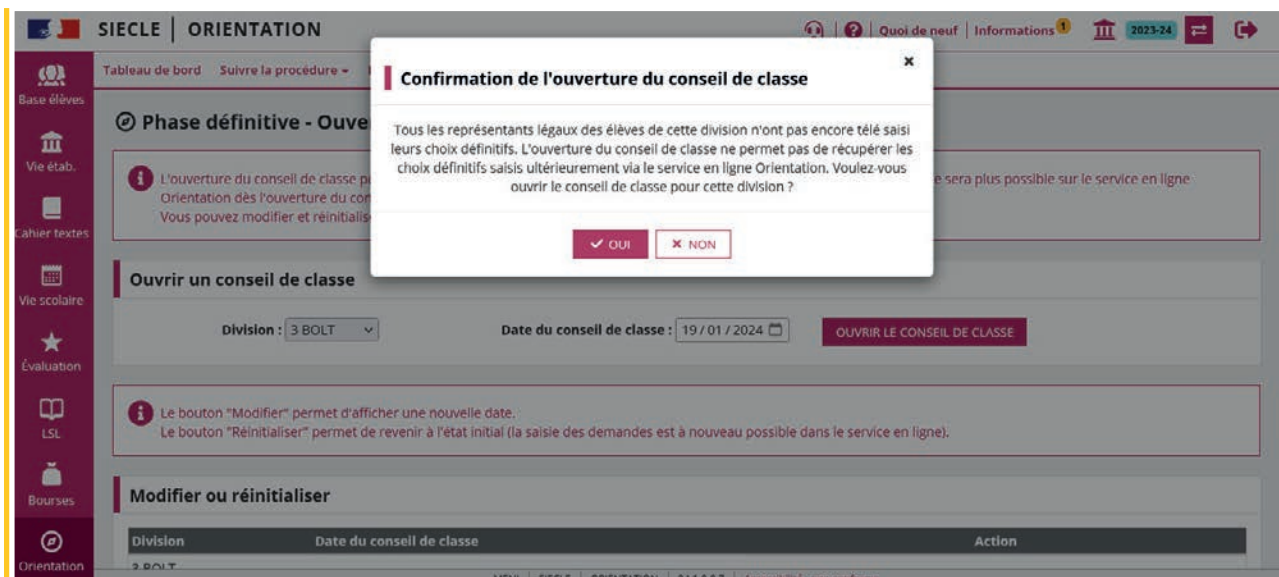 SIECLE | ORIENTATION
Quoi de neuf | Informations 1
2023-24
Tableau de bord Suivre la procédure
Base élèves
Vie étab.
Cahier textes
Vie scolaire
Évaluation
LSL
Bourses
Orientation
Confirmation de l'ouverture du conseil de classe
Tous les représentants légaux des élèves de cette division n'ont pas encore télé saisi
leurs choix définitifs. L'ouverture du conseil de classe ne permet pas de récupérer les
choix définitifs saisis ultérieurement via le service en ligne Orientation. Voulez-vous
ouvrir le conseil de classe pour cette division ?
OUI NON
Phase définitive - Ouve
L'ouverture du conseil de classe p e sera plus possible sur le service en ligne
Orientation dès l'ouverture du con
Vous pouvez modifier et réinitialis
Ouvrir un conseil de classe
Division : 3 BOLT Date du conseil de classe : 19 / 01 / 2024 OUVRIR LE CONSEIL DE CLASSE
Le bouton "Modifier" permet d'afficher une nouvelle date.
Le bouton "Réinitialiser" permet de revenir à l'état initial (la saisie des demandes est à nouveau possible dans le service en ligne).
Modifier ou réinitialiser
Division Date du conseil de classe Action
3 BOLT